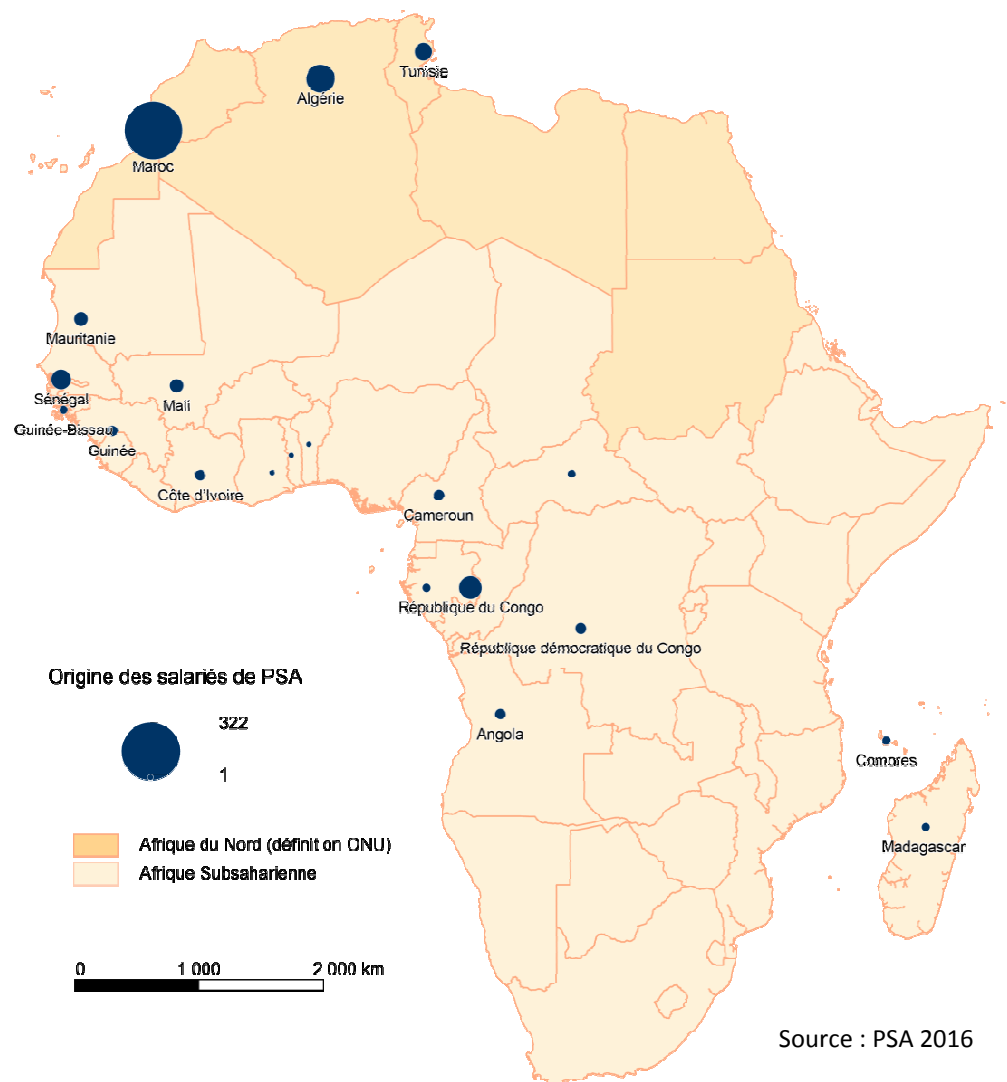 Tunisie
Algérie
Maroc
Mauritanie
Sénégal
Mali
Guinée-Bissau
Guinée
Côte d'Ivoire
Cameroun
République du Congo
République démocratique du Congo
Angola
Comores
Madagascar
Origine des salariés de PSA
322
1
Afrique du Nord (définition ONU)
Afrique Subsaharienne
0 1 000 2 000 km
Source : PSA 2016